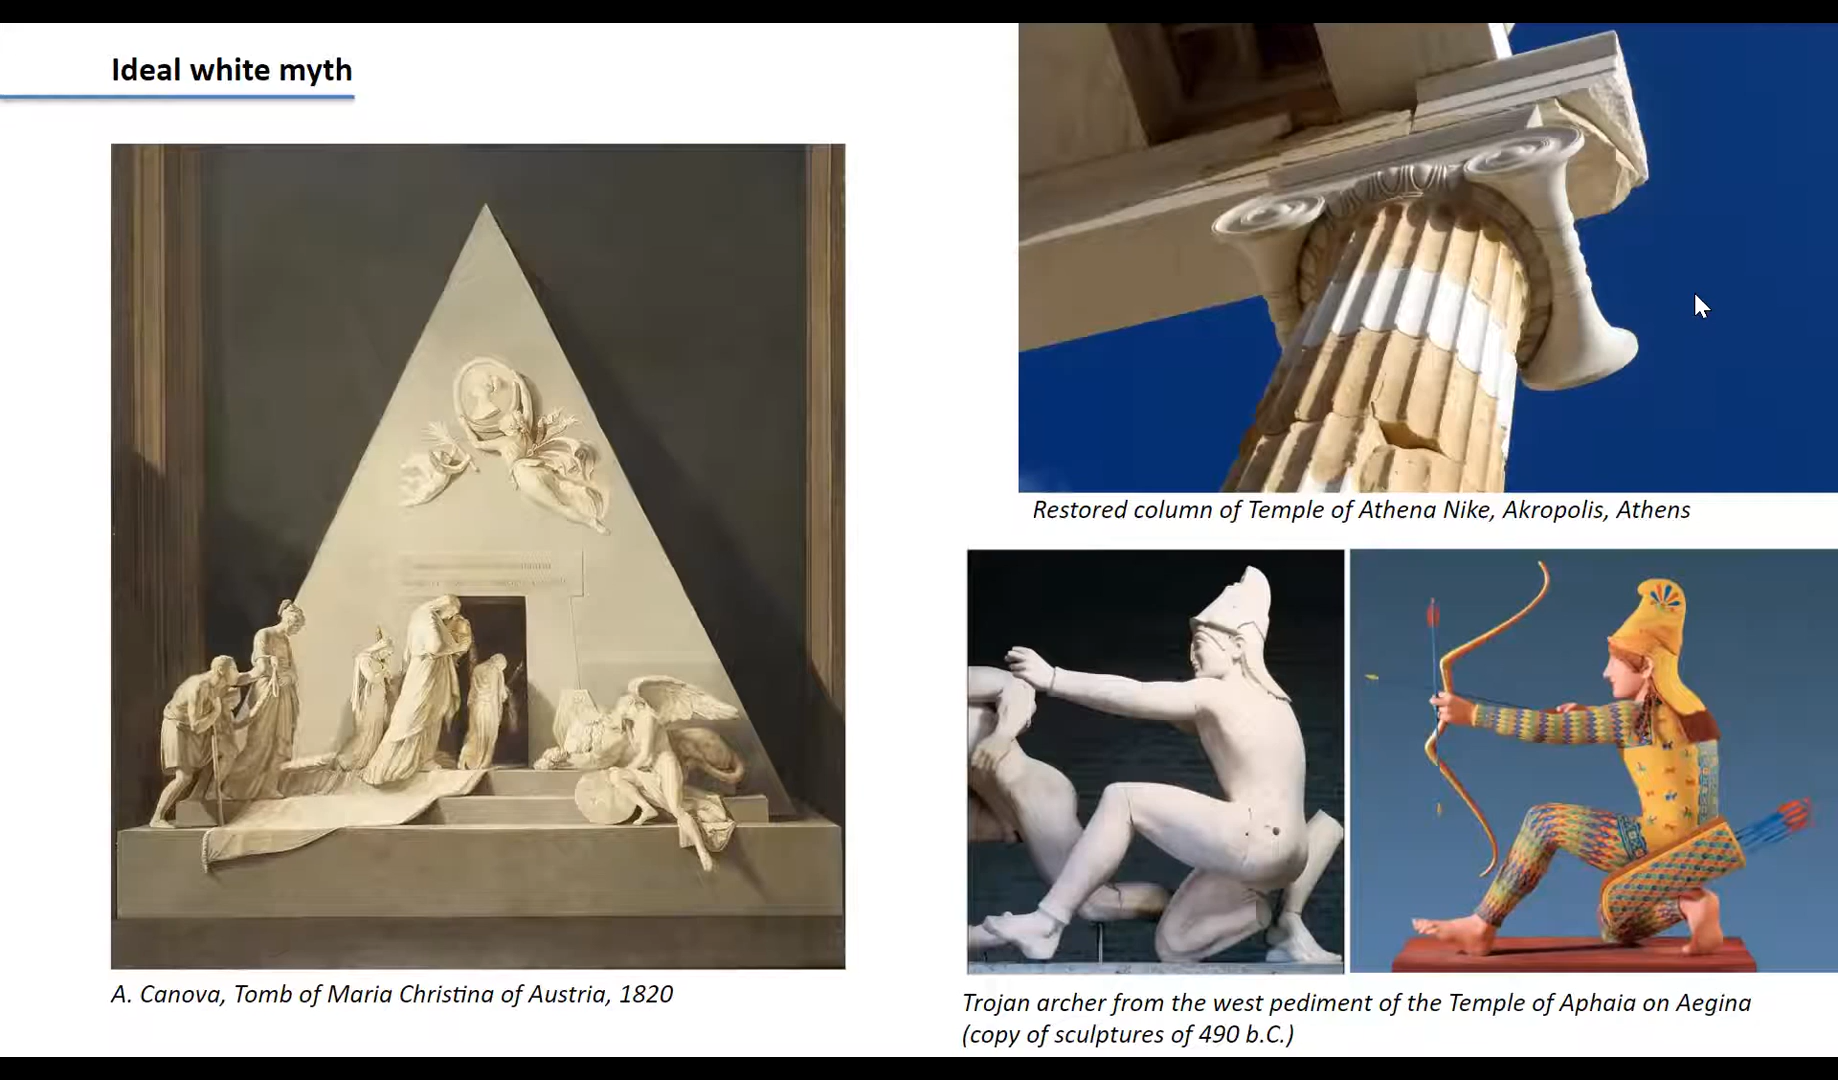 Ideal white myth
Restored column of Temple of Athena Nike, Akropolis, Athens
A. Canova, Tomb of Maria Christina of Austria, 1820
Trojan archer from the west pediment of the Temple of Aphaia on Aegina
(copy of sculptures of 490 b.C.)